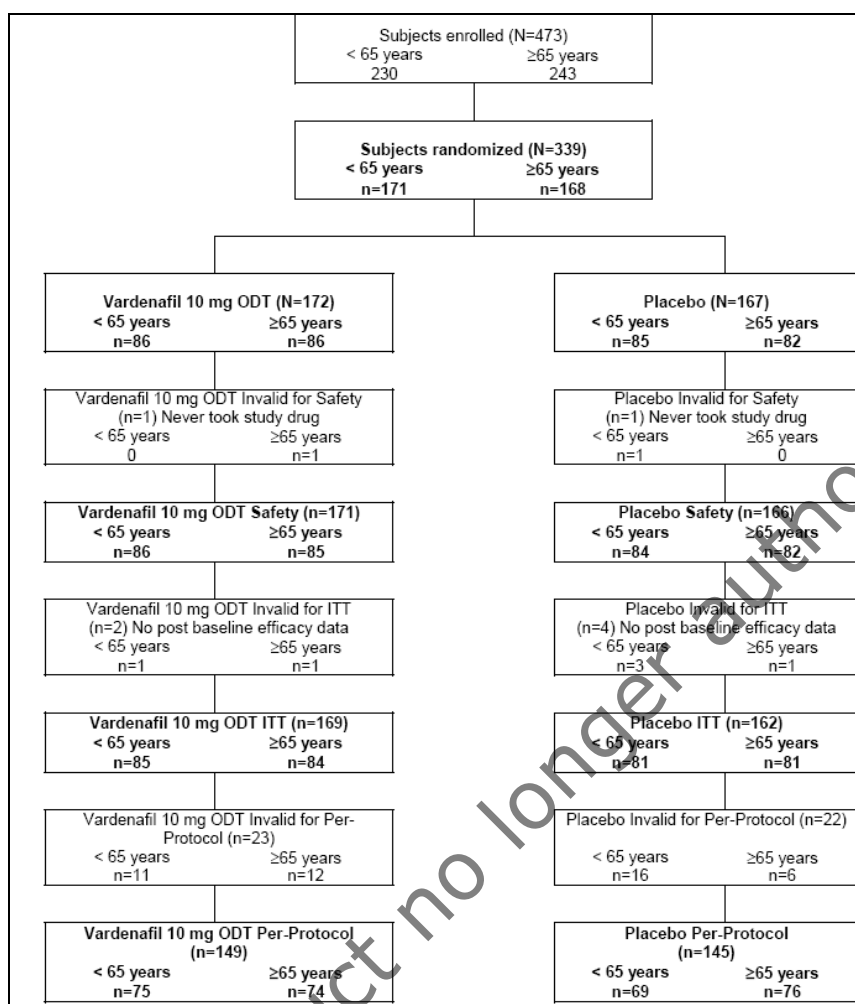 Subjects enrolled (N=473)
< 65 years ≥65 years
230 243
Subjects randomized (N=339)
< 65 years ≥65 years
n=171 n=168
Vardenafil 10 mg ODT (N=172)
< 65 years ≥65 years
n=86 n=86
Placebo (N=167)
< 65 years ≥65 years
n=85 n=82
Vardenafil 10 mg ODT Invalid for Safety
(n=1) Never took study drug
< 65 years ≥65 years
0 n=1
Placebo Invalid for Safety
(n=1) Never took study drug
< 65 years ≥65 years
n=1 0
Vardenafil 10 mg ODT Safety (n=171)
< 65 years ≥65 years
n=86 n=85
Placebo Safety (n=166)
< 65 years ≥65 years
n=84 n=82
Vardenafil 10 mg ODT Invalid for ITT
(n=2) No post baseline efficacy data
< 65 years ≥65 years
n=1 n=1
Placebo Invalid for ITT
(n=4) No post baseline efficacy data
< 65 years ≥65 years
n=3 n=1
Vardenafil 10 mg ODT ITT (n=169)
< 65 years ≥65 years
n=85 n=84
Placebo ITT (n=162)
< 65 years ≥65 years
n=81 n=81
Vardenafil 10 mg ODT Invalid for Per-
Protocol (n=23)
< 65 years ≥65 years
n=11 n=12
Placebo Invalid for Per-Protocol (n=22)
< 65 years ≥65 years
n=16 n=6
Vardenafil 10 mg ODT Per-Protocol
(n=149)
< 65 years ≥65 years
n=75 n=74
Placebo Per-Protocol
(n=145)
< 65 years ≥65 years
n=69 n=76
no longer